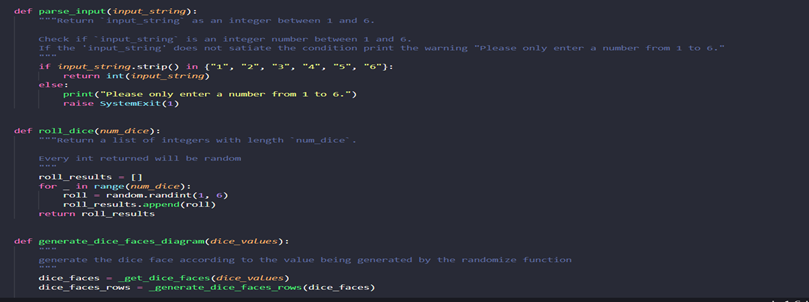 def parse_input(input_string):
    """Return `input_string` as an integer between 1 and 6.
    Check if `input_string` is an integer number between 1 and 6.
    If the 'input_string' does not satiate the condition print the warning "Please only enter a number from 1 to 6."
    """
    if input_string.strip() in {"1", "2", "3", "4", "5", "6"}:
        return int(input_string)
    else:
        print("Please only enter a number from 1 to 6.")
        raise SystemExit(1)
def roll_dice(num_dice):
    """Return a list of integers with length `num_dice`.
    Every int returned will be random
    """
    roll_results = []
    for _ in range(num_dice):
        roll = random.randint(1, 6)
        roll_results.append(roll)
    return roll_results
def generate_dice_faces_diagram(dice_values):
    """
    generate the dice face according to the value being generated by the randomize function
    """
    dice_faces = _get_dice_faces(dice_values)
    dice_faces_rows = _generate_dice_faces_rows(dice_faces)